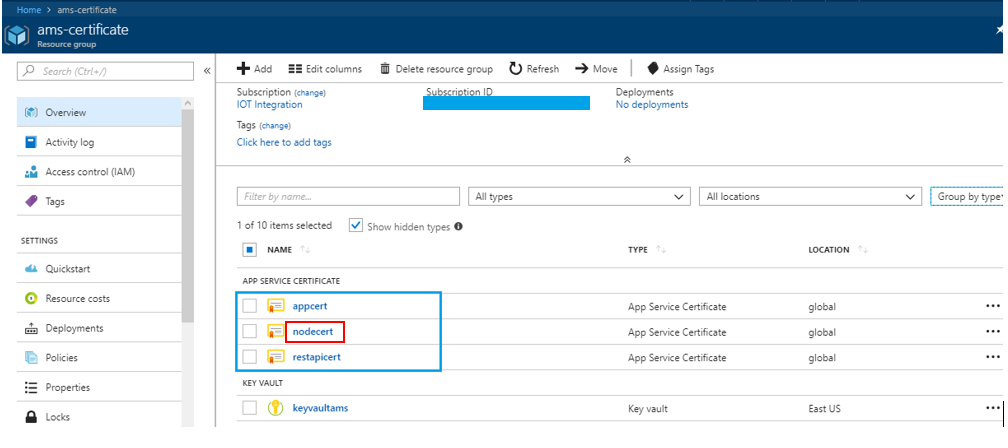 Home > ams-certificate
ams-certificate
Resource group
Search (Ctrl+/)
Overview
Activity log
Access control (IAM)
Tags
SETTINGS
Quickstart
Resource costs
Deployments
Policies
Properties
Locks
Add Edit columns Delete resource group Refresh Move Assign Tags
Subscription (change) Subscription ID Deployments
IOT Integration No deployments
Tags (change)
Click here to add tags
Filter by name... All types All locations Group by type
1 of 10 items selected Show hidden types
NAME TYPE LOCATION
APP SERVICE CERTIFICATE
appcert App Service Certificate global
nodecert App Service Certificate global
restapicert App Service Certificate global
KEY VAULT
keyvaultams Key vault East US